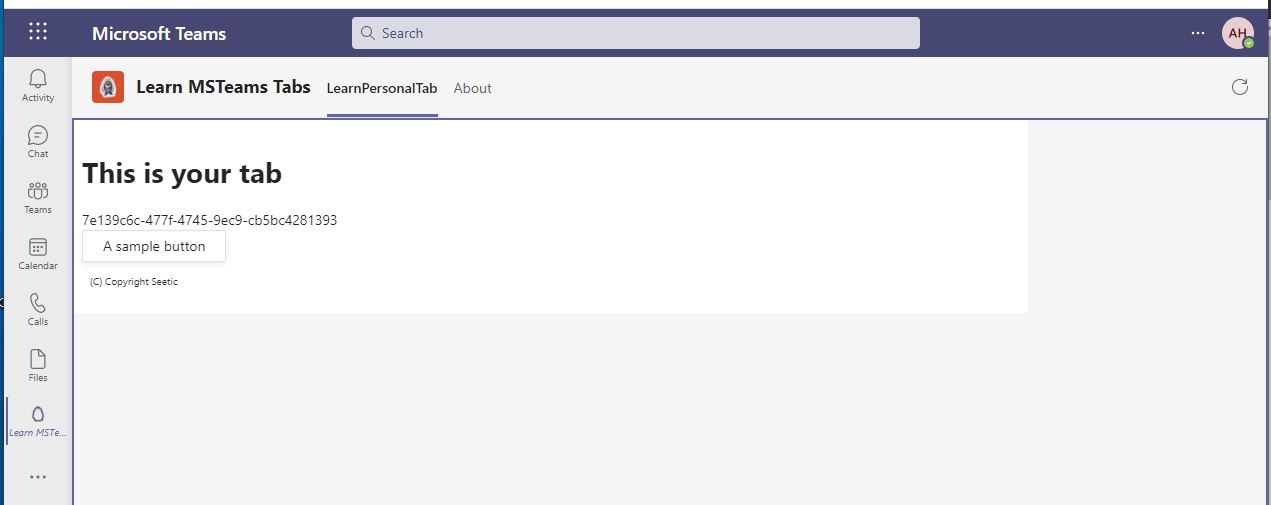 Microsoft Teams
Search
AH
Activity
Chat
Teams
Calendar
Calls
Files
Learn MSTe...
Learn MSTeams Tabs LearnPersonalTab About
This is your tab
7e139c6c-477f-4745-9ec9-cb5bc4281393
A sample button
(C) Copyright Seetic